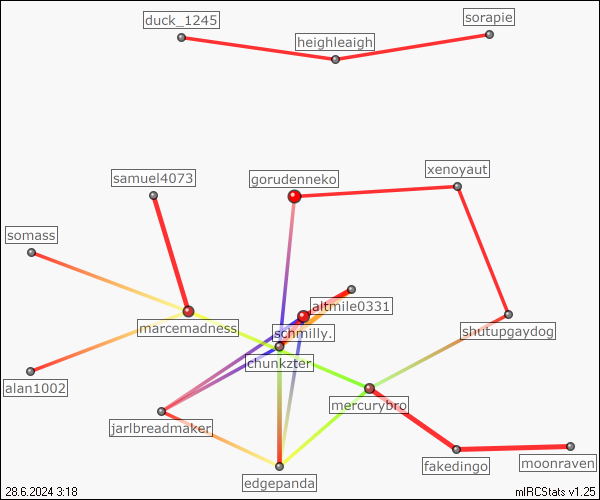 duck_1245
sorapie
heighleaigh
samuel4073
gorudenneko
xenoyaut
somass
altmile0331
marcemadness
schmilly.
shutupgaydog
chunkzter
alan1002
mercurybro
jarlbreadmaker
fakedingo
moonraven
edgepanda
28.6.2024 3:18
mIRCStats v1.25